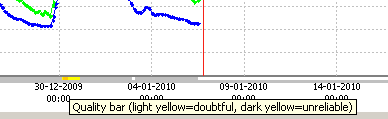 30-12-2009 04-01-2010 09-01-2010 14-01-2010
00:00 00:00 00:00 00:00
Quality bar (light yellow=doubtful, dark yellow=unreliable)